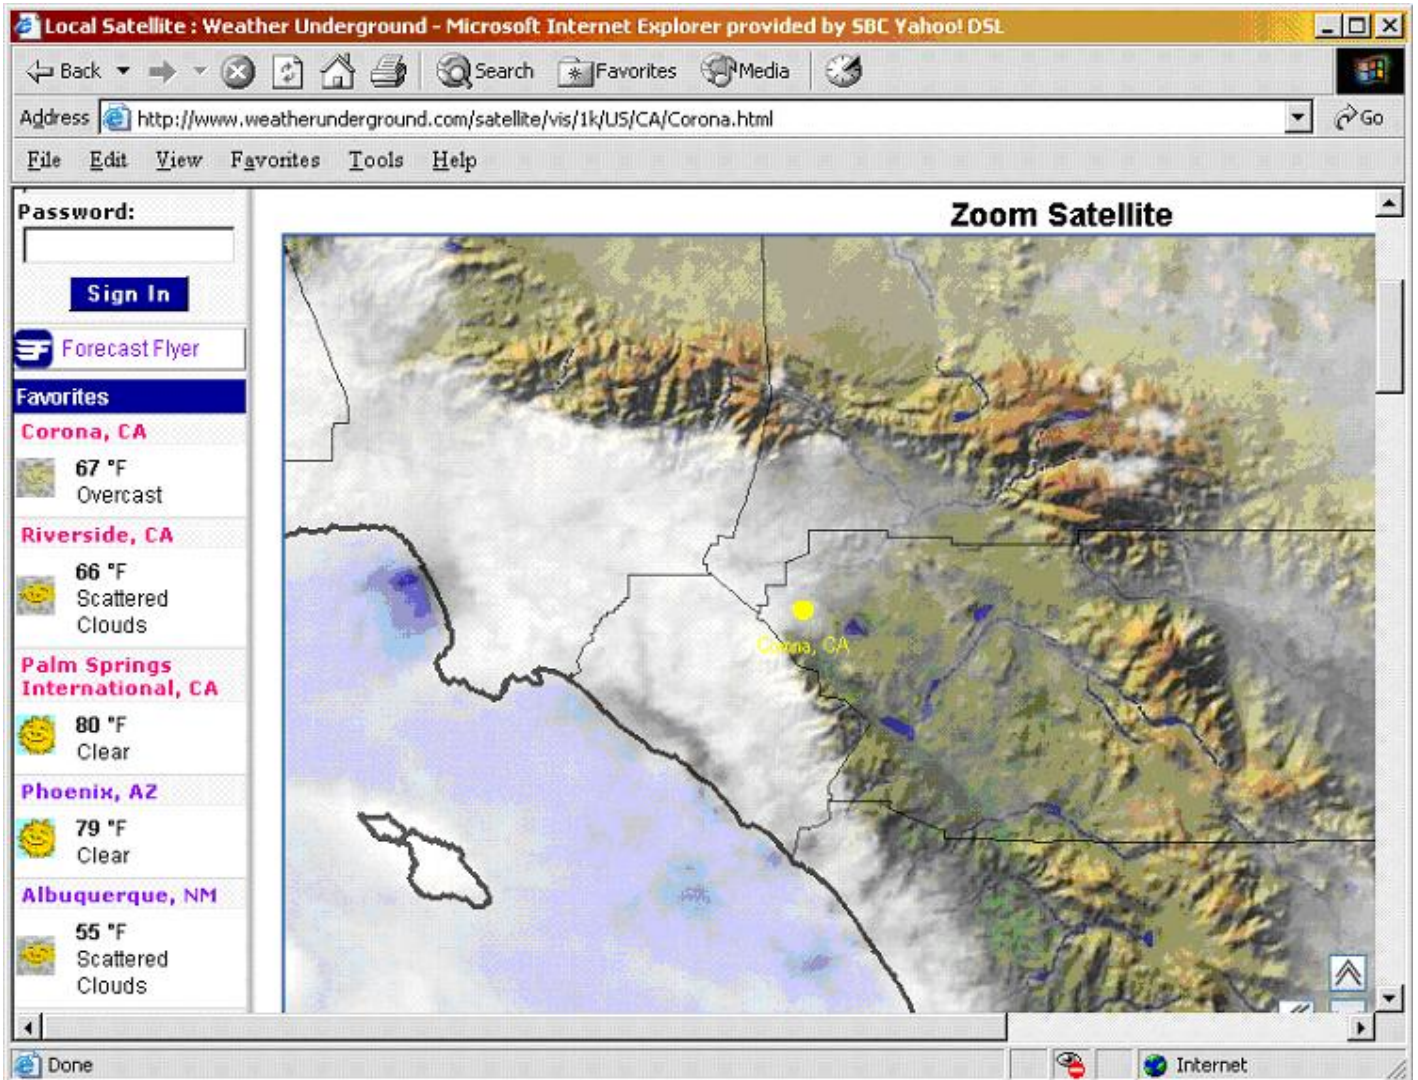 Local Satellite : Weather Underground - Microsoft Internet Explorer provided by SBC Yahoo! DSL
Back Search Favorites Media
Address http://www.weatherunderground.com/satellite/vis/1k/US/CA/Corona.html Go
File Edit View Favorites Tools Help
Password:
Zoom Satellite
Sign In
Forecast Flyer
Favorites
Corona, CA
67 °F
Overcast
Riverside, CA
66 °F
Scattered
Clouds
Palm Springs
International, CA
80 °F
Clear
Phoenix, AZ
79 °F
Clear
Albuquerque, NM
55 °F
Scattered
Clouds
Corona, CA
Done Internet